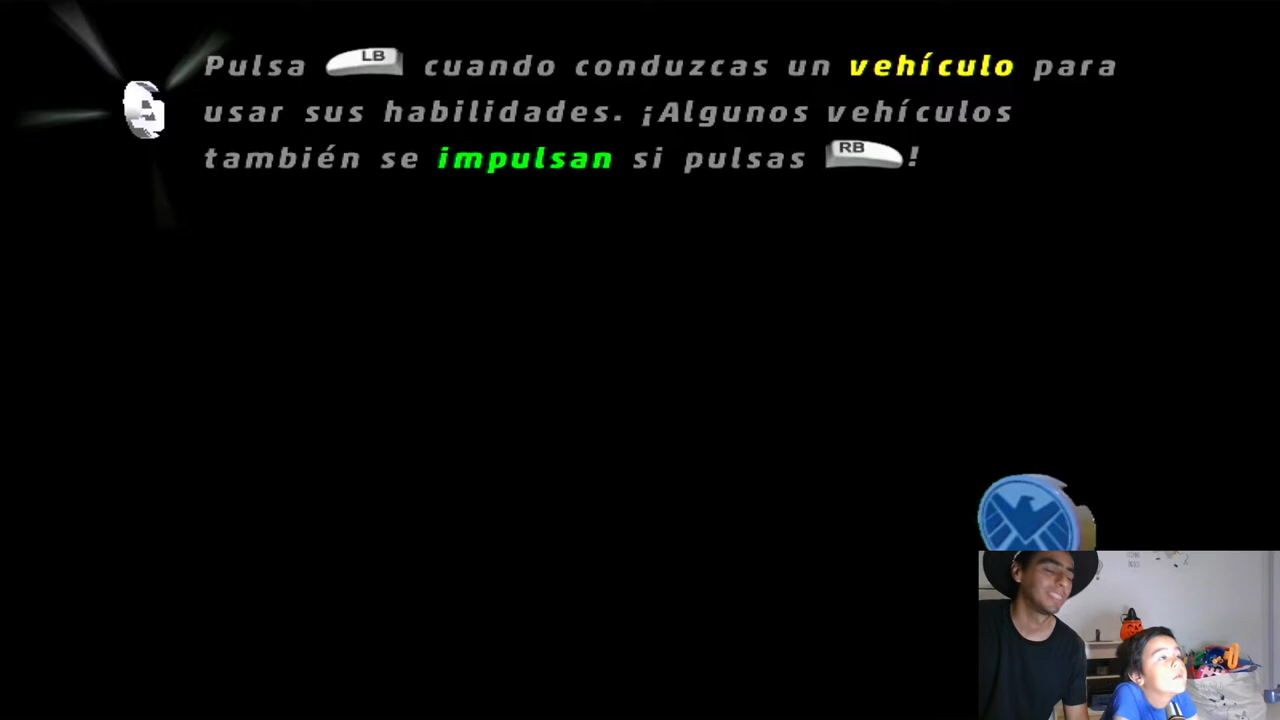 Pulsa LB cuando conduzcas un vehículo para
usar sus habilidades. ¡Algunos vehículos
también se impulsan si pulsas RB!